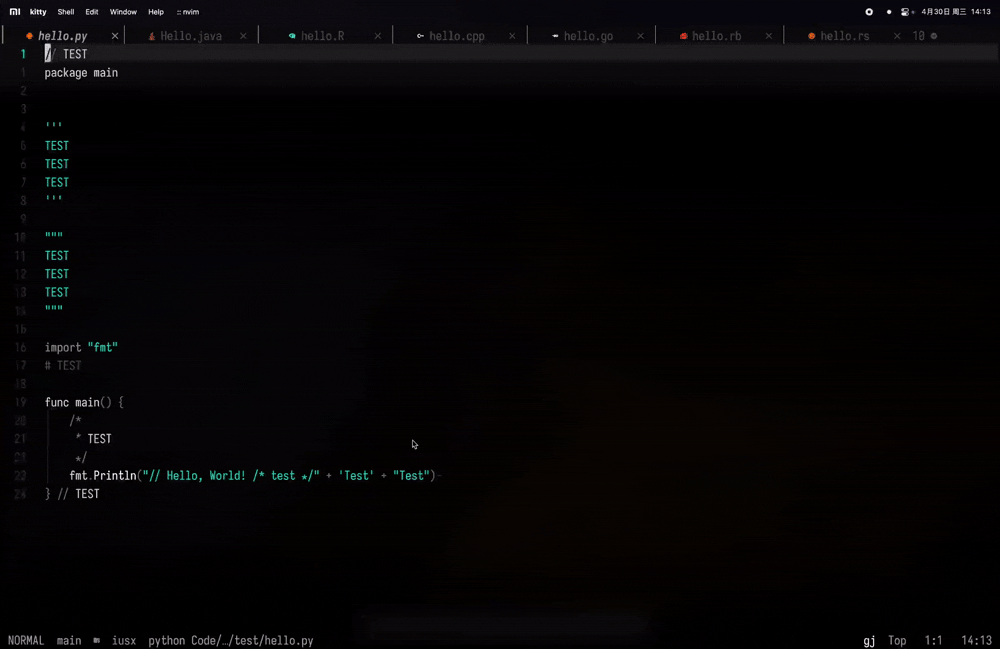 kitty Shell Edit Window Help :: nvim 4月30日 周三 14:13
hello.py × Hello.java × hello.R × hello.cpp × hello.go × hello.rb × hello.rs × 10
1 // TEST
1 package main
2
3
4 '''
5 TEST
6 TEST
7 TEST
8 '''
9
10 """
11 TEST
12 TEST
13 TEST
14 """
15
16 import "fmt"
17 # TEST
18
19 func main() {
20 /*
21 * TEST
*/
22 fmt.Println("// Hello, World! /* test */" + 'Test' + "Test")
24 } // TEST
NORMAL main iusx python Code/…/test/hello.py gj Top 1:1 14:13